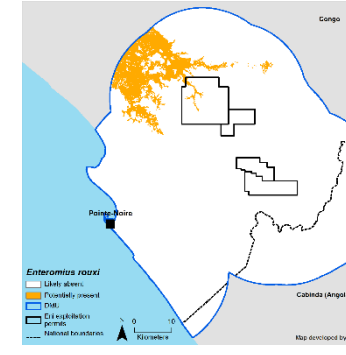 Congo
Pointe-Noire
Enteromius rouxi
Likely absent
Potentially present
DMU
Eni exploitation
permits
National boundaries
0 10
Kilometers
Cabinda (Angol
Map developed by